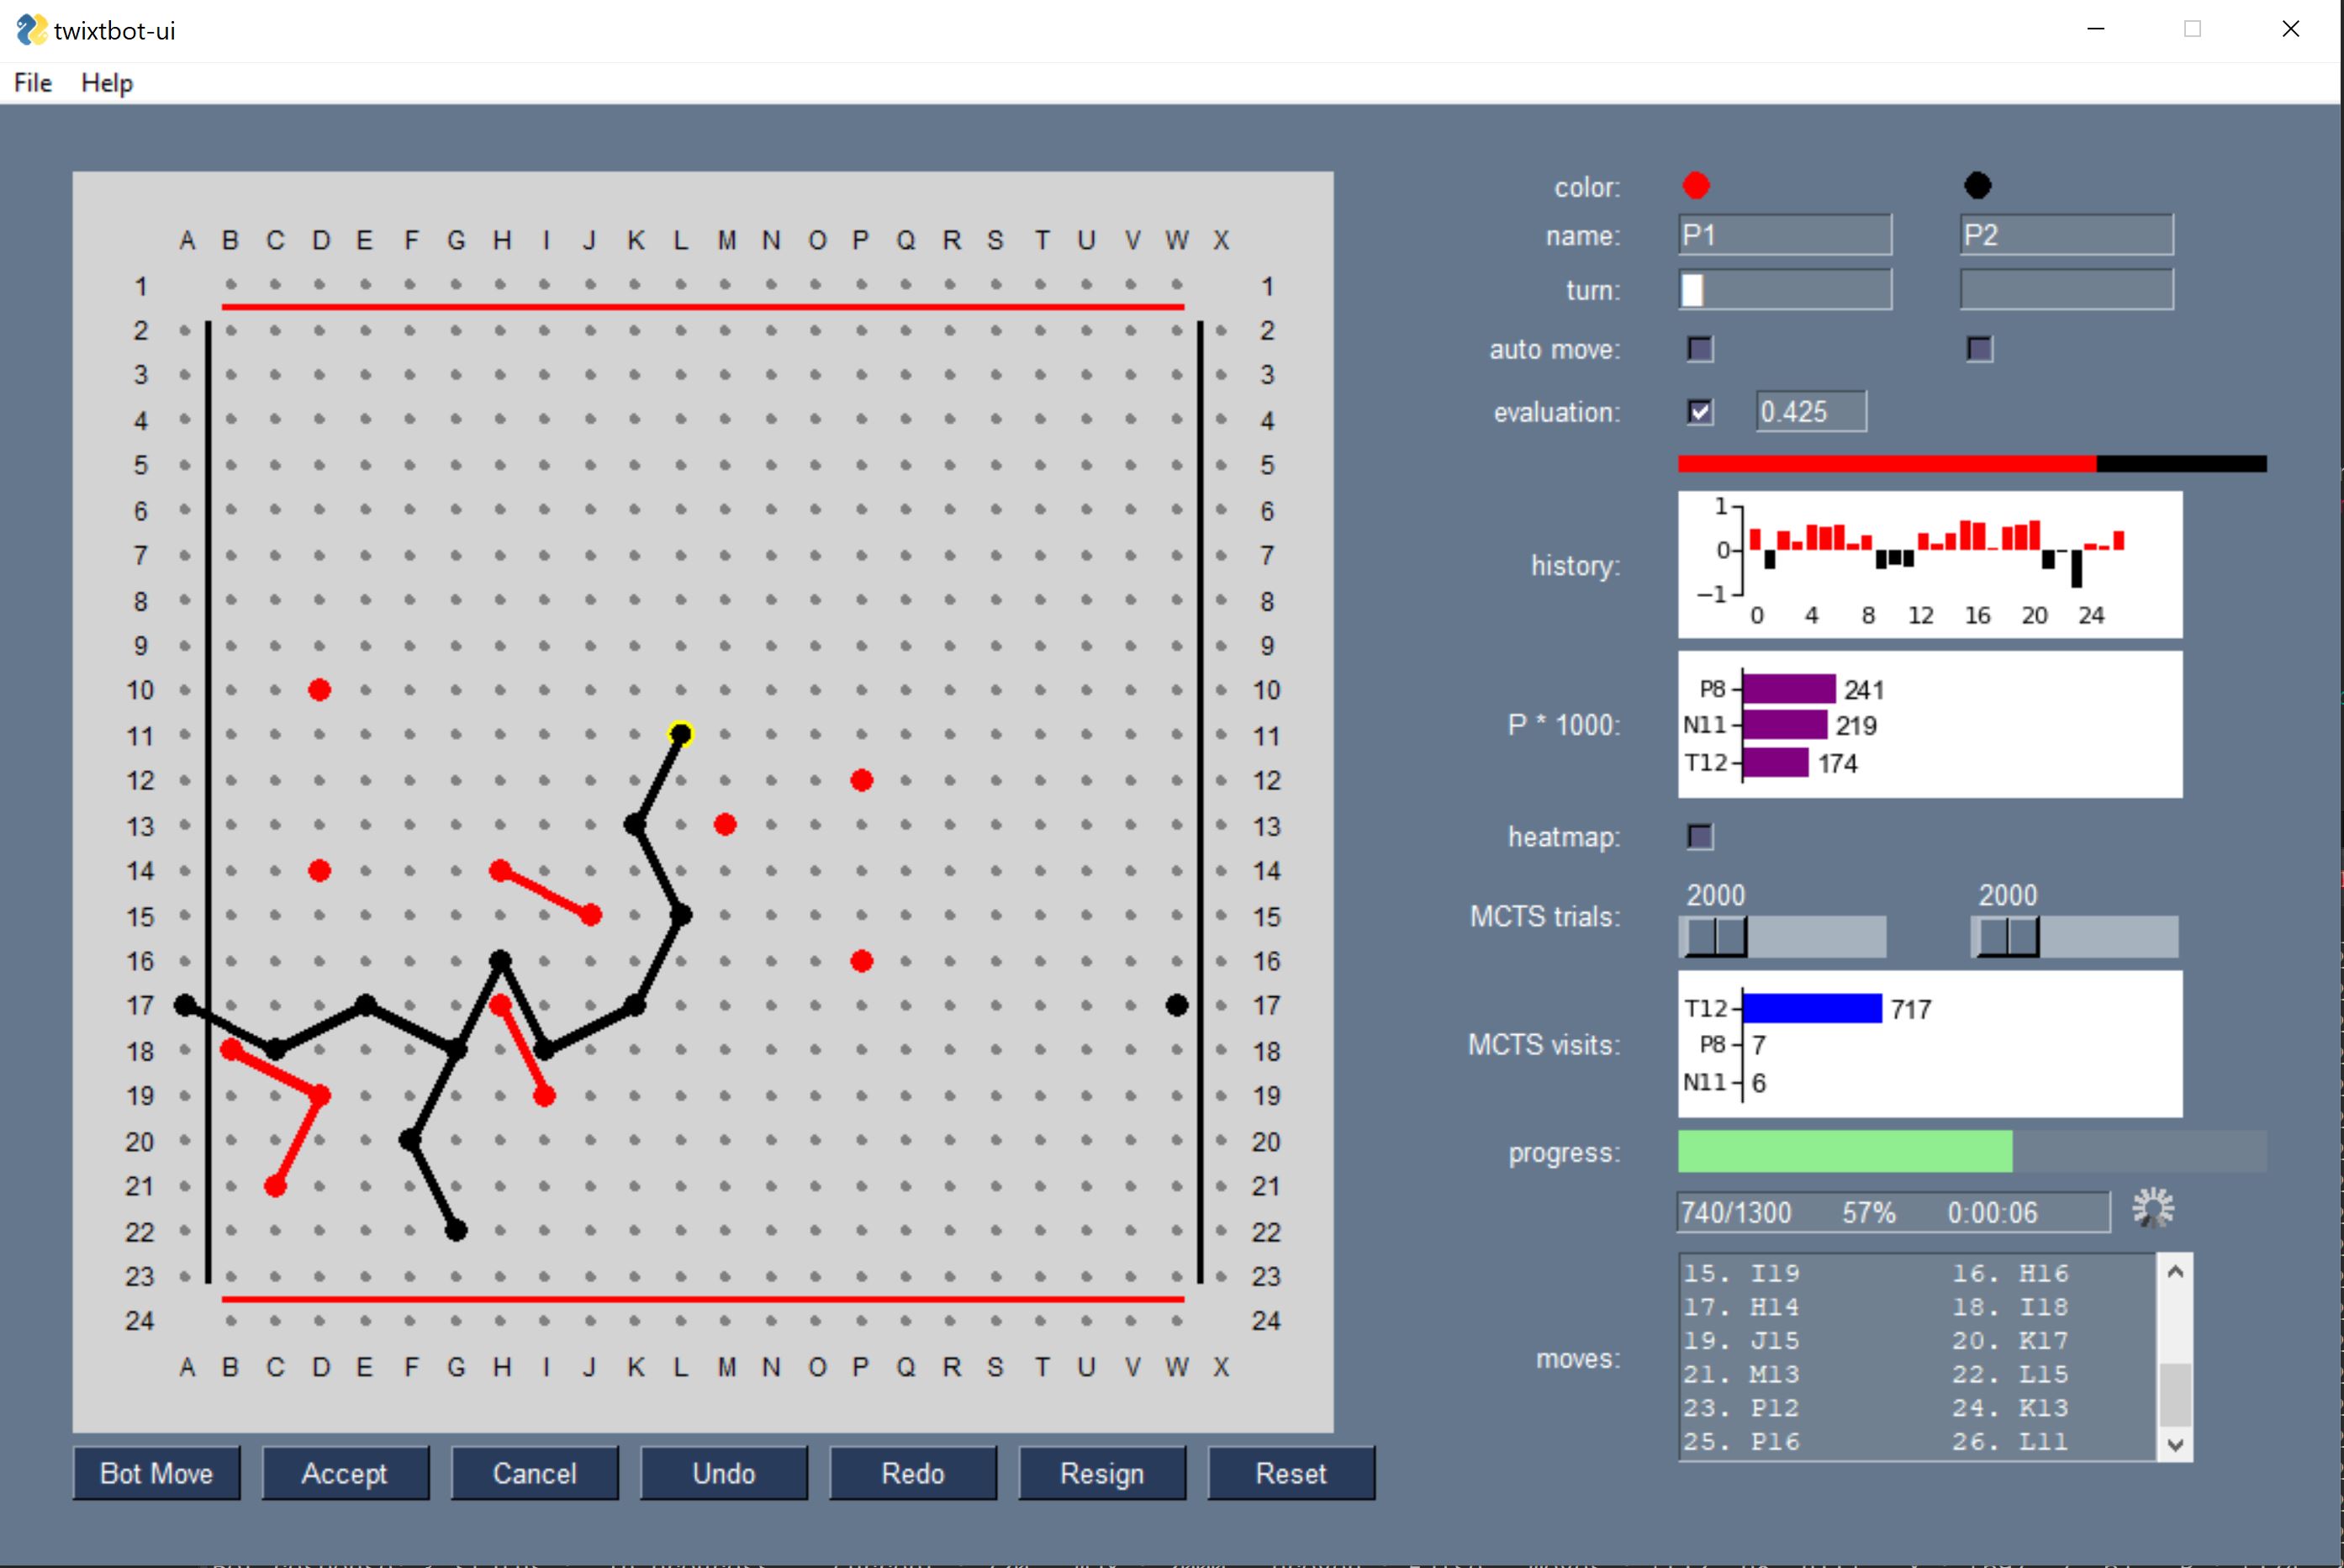 twixtbot-ui
File Help
A B C D E F G H I J K L M N O P Q R S T U V W X
1 1
2 2
3 3
4 4
5 5
6 6
7 7
8 8
9 9
10 10
11 11
12 12
13 13
14 14
15 15
16 16
17 17
18 18
19 19
20 20
21 21
22 22
23 23
24 24
A B C D E F G H I J K L M N O P Q R S T U V W X
Bot Move Accept Cancel Undo Redo Resign Reset
color:
name: P1 P2
turn:
auto move:
evaluation: 0.425
history:
1
0
−1
0 4 8 12 16 20 24
P * 1000:
P8 241
N11 219
T12 174
heatmap:
MCTS trials: 2000 2000
MCTS visits:
T12 717
P8 7
N11 6
progress:
740/1300 57% 0:00:06
moves:
15. I19 16. H16
17. H14 18. I18
19. J15 20. K17
21. M13 22. L15
23. P12 24. K13
25. P16 26. L11